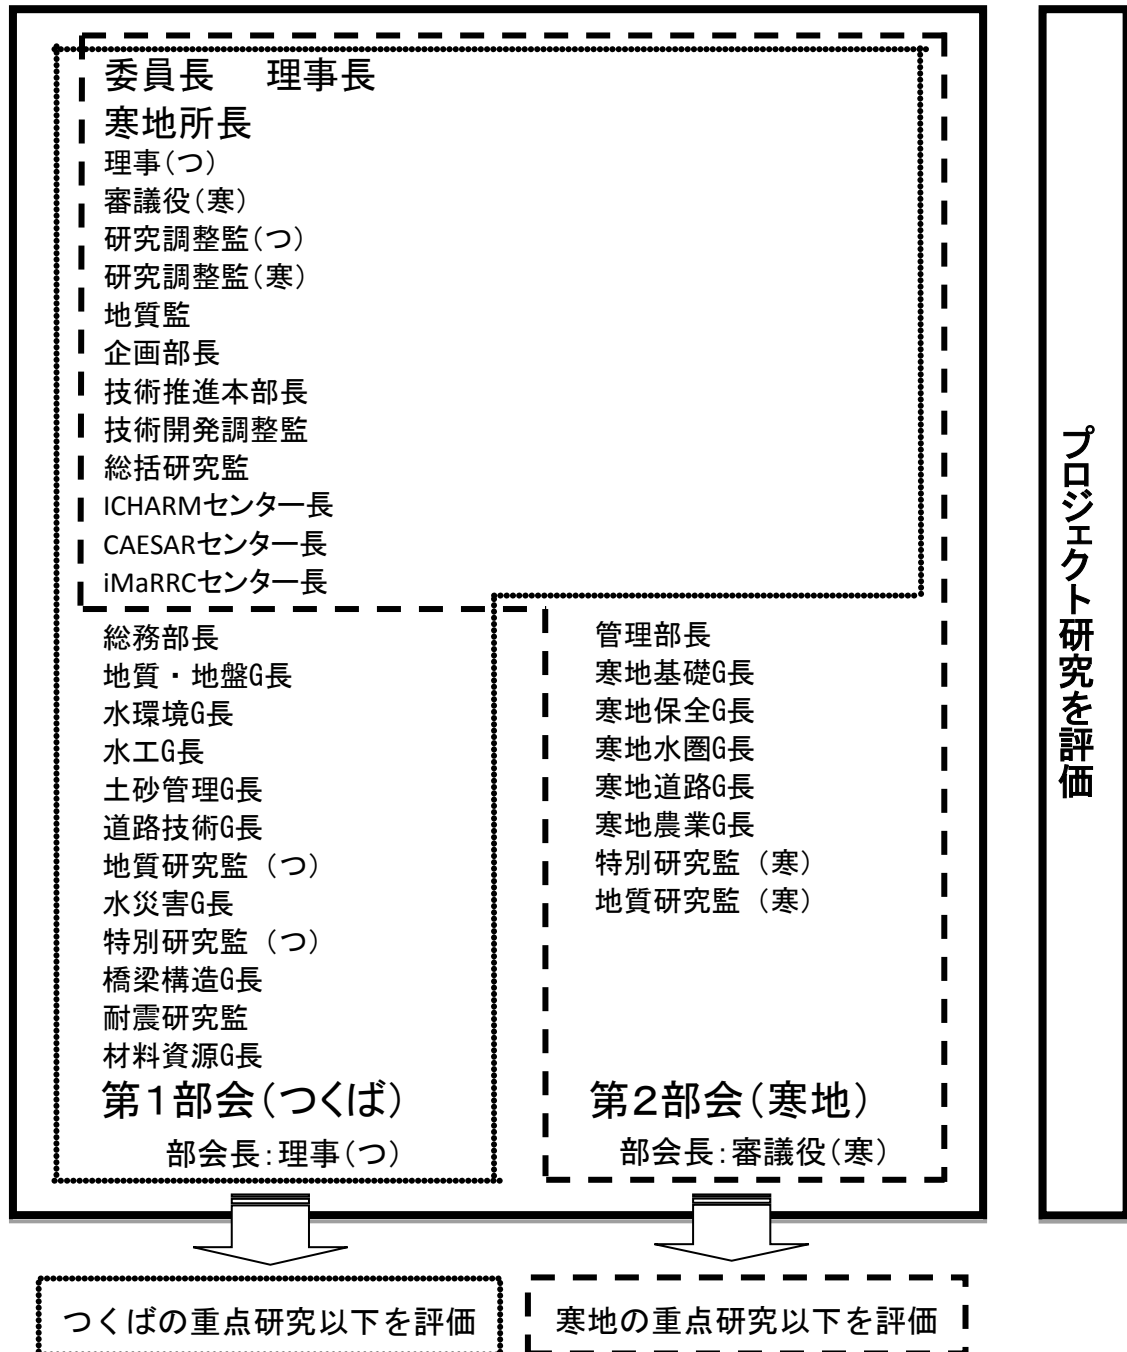 委員長 理事長
寒地所長
理事(つ)
審議役(寒)
研究調整監(つ)
研究調整監(寒)
地質監
企画部長
技術推進本部長
技術開発調整監
総括研究監
ICHARMセンター長
CAESARセンター長
iMaRRCセンター長
総務部長
地質・地盤G長
水環境G長
水工G長
土砂管理G長
道路技術G長
地質研究監（つ）
水災害G長
特別研究監（つ）
橋梁構造G長
耐震研究監
材料資源G長
第1部会(つくば)
部会長:理事(つ)
管理部長
寒地基礎G長
寒地保全G長
寒地水圏G長
寒地道路G長
寒地農業G長
特別研究監（寒）
地質研究監（寒）
第2部会(寒地)
部会長:審議役(寒)
プロジェクト研究を評価
つくばの重点研究以下を評価
寒地の重点研究以下を評価